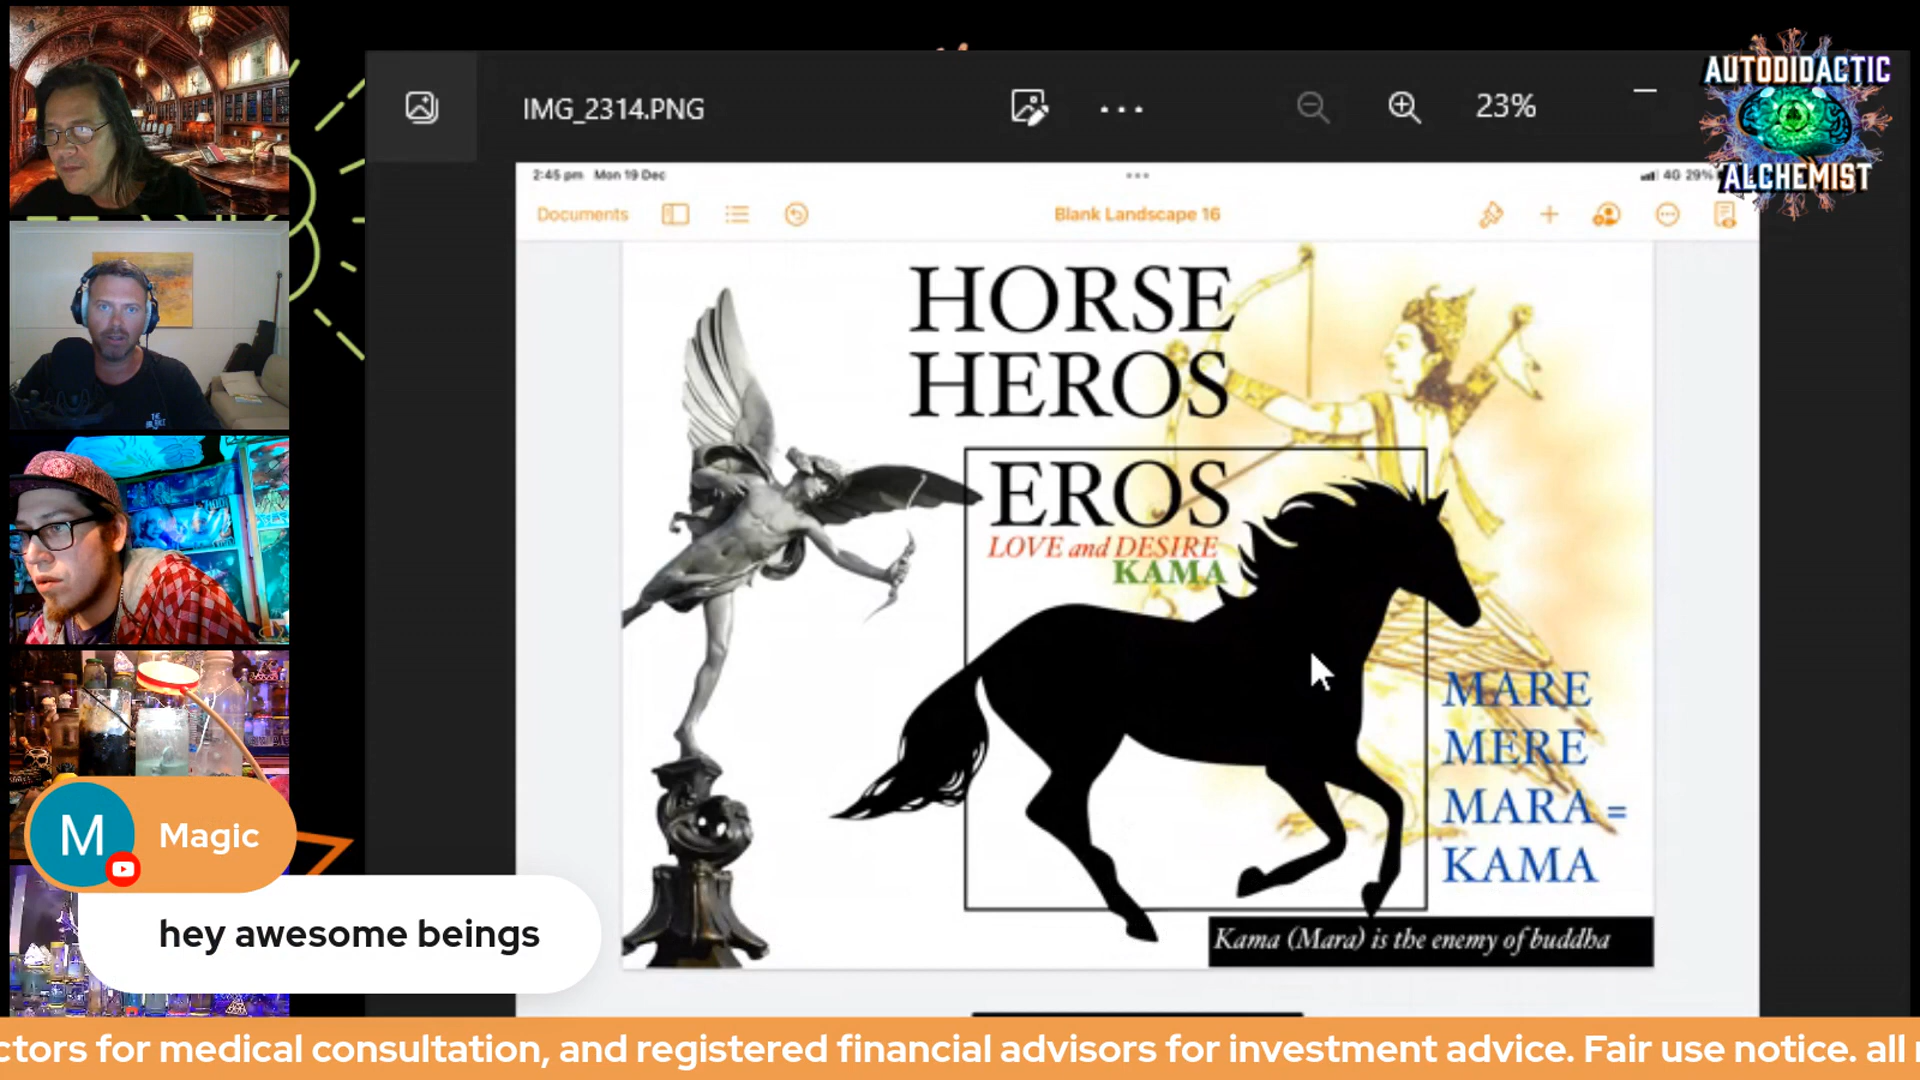 IMG_2314.PNG
23%
AUTODIDACTIC
ALCHEMIST
2:45 pm Mon 19 Dec
4G 29%
Documents
Blank Landscape 16
HORSE
HEROS
EROS
LOVE and DESIRE
KAMA
MARE
MERE
MARA =
KAMA
Kama (Mara) is the enemy of buddha
M
Magic
hey awesome beings
ctors for medical consultation, and registered financial advisors for investment advice. Fair use notice. all